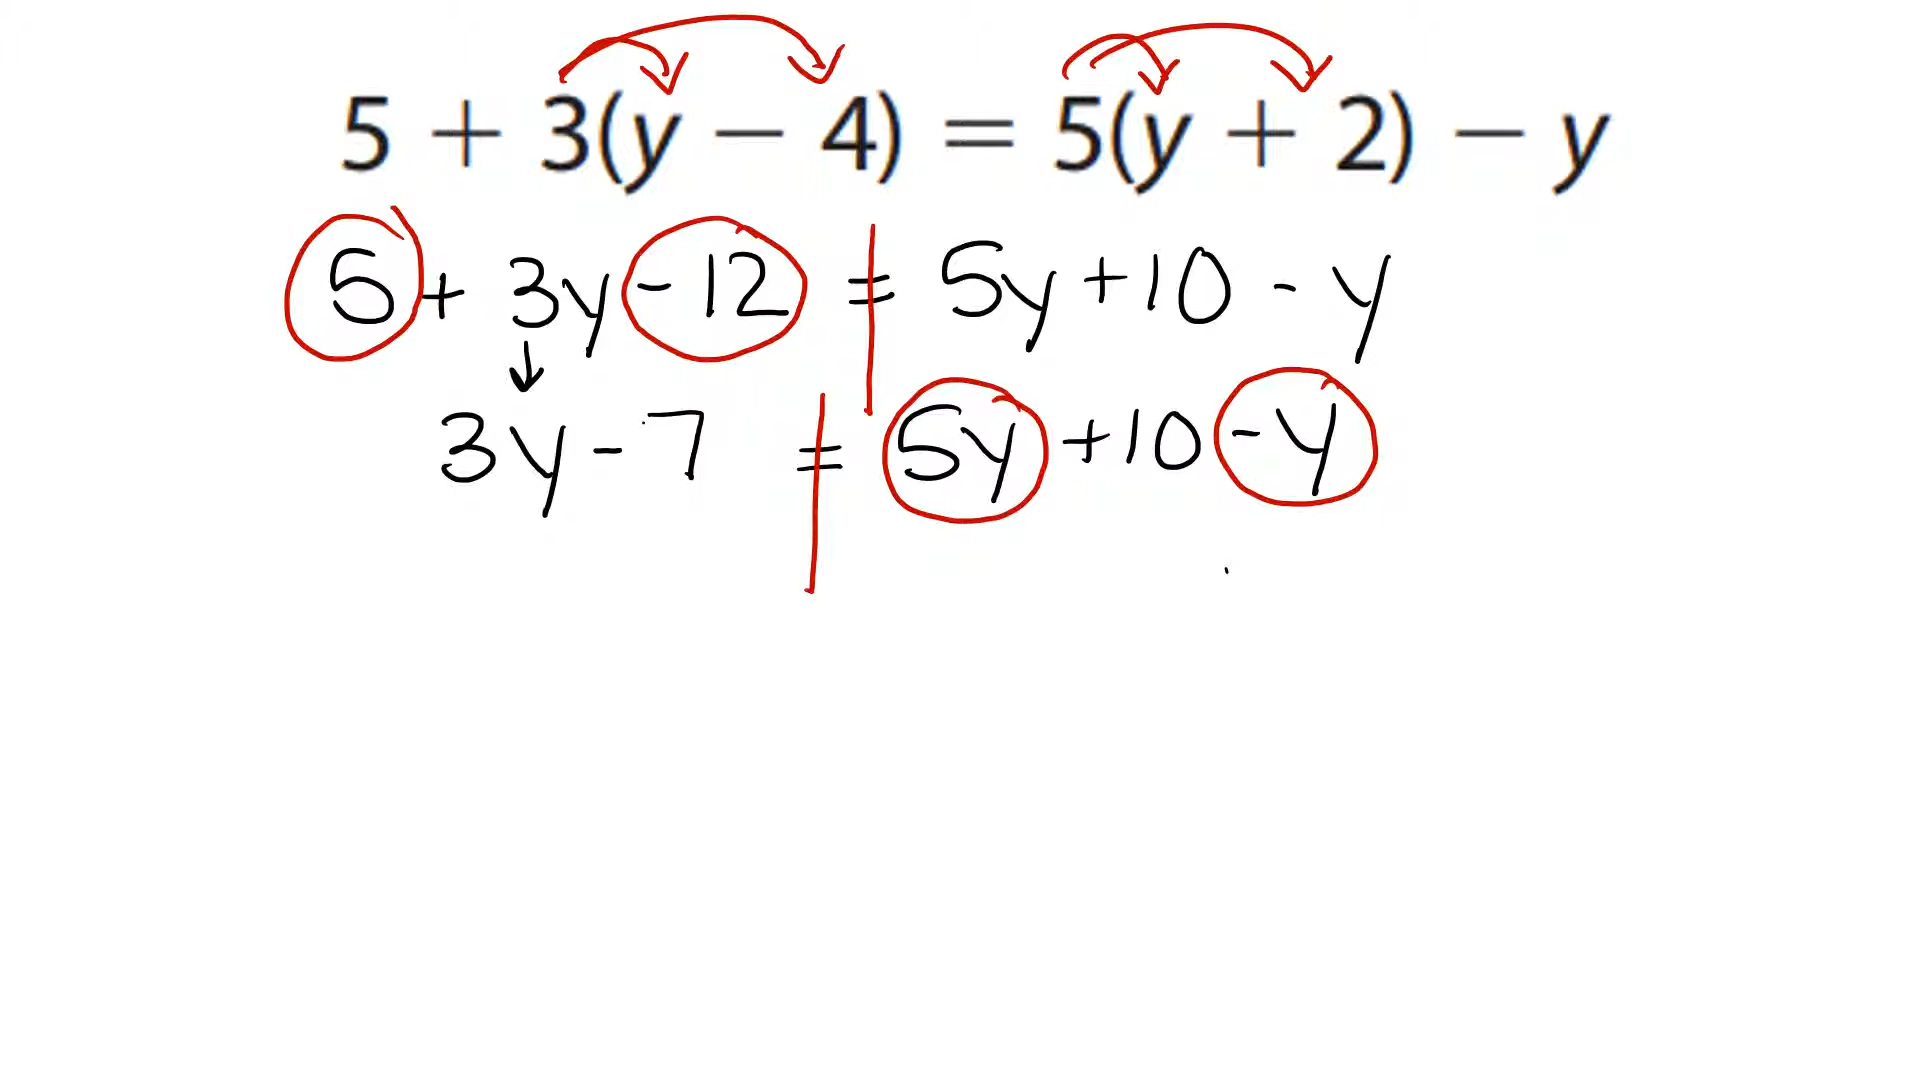 5 + 3(y − 4) = 5(y + 2) − y
5 + 3y - 12 = 5y + 10 - y
3y - 7 = 5y + 10 - y